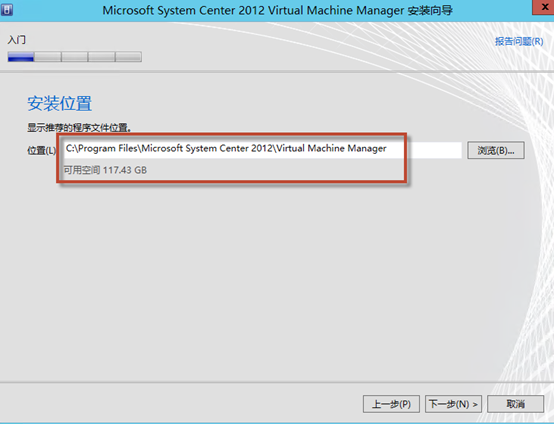 Microsoft System Center 2012 Virtual Machine Manager 安装向导
入门
报告问题(R)
安装位置
显示推荐的程序文件位置。
位置(L) C:\Program Files\Microsoft System Center 2012\Virtual Machine Manager 浏览(B)...
可用空间 117.43 GB
上一步(P) 下一步(N) > 取消